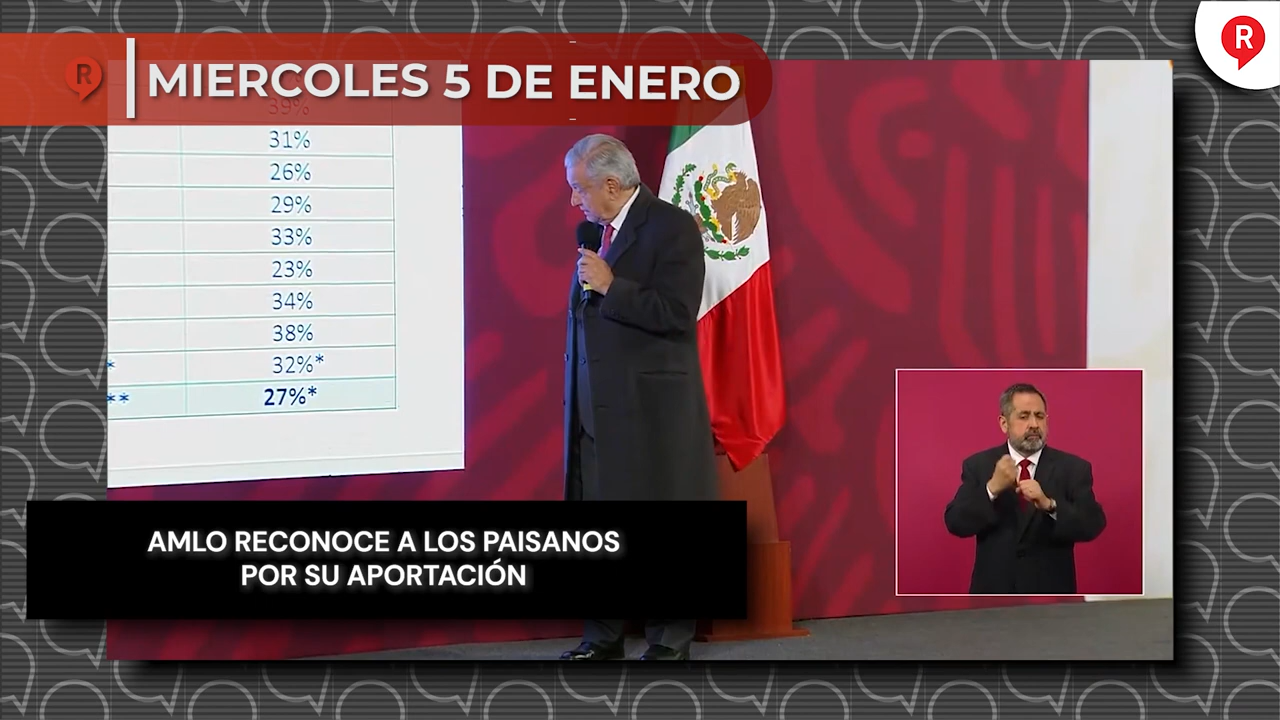 R
R MIERCOLES 5 DE ENERO
39%
31%
26%
29%
33%
23%
34%
38%
* 32%*
** 27%*
AMLO RECONOCE A LOS PAISANOS
POR SU APORTACIÓN